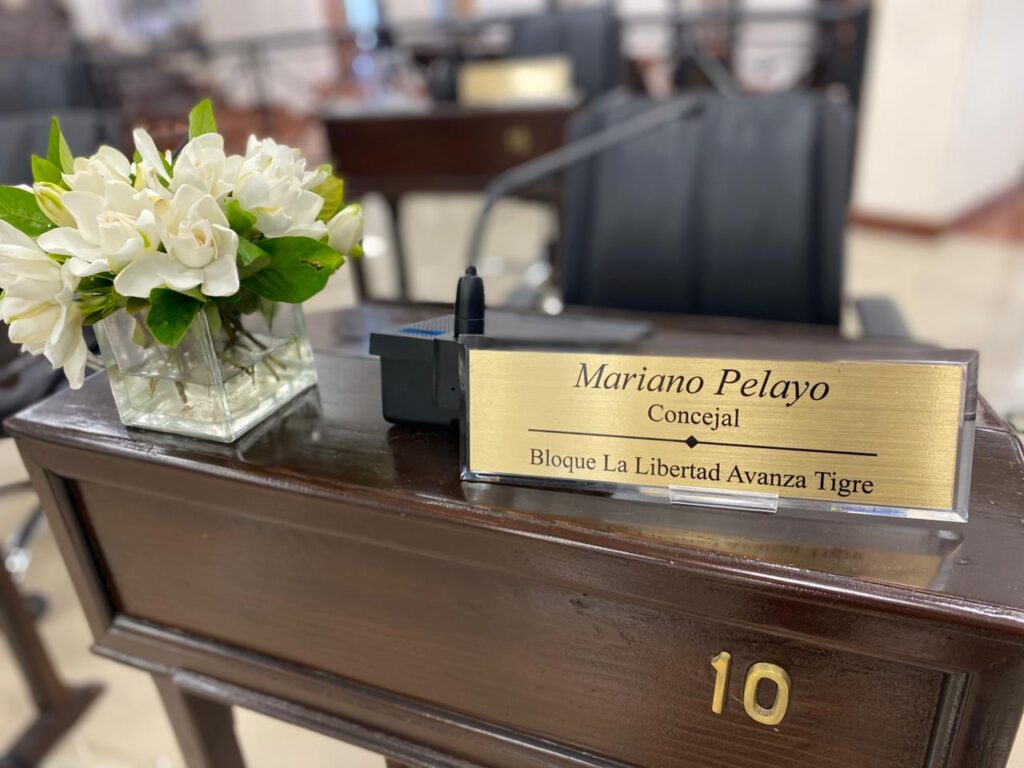 Mariano Pelayo
Concejal
Bloque La Libertad Avanza Tigre
10